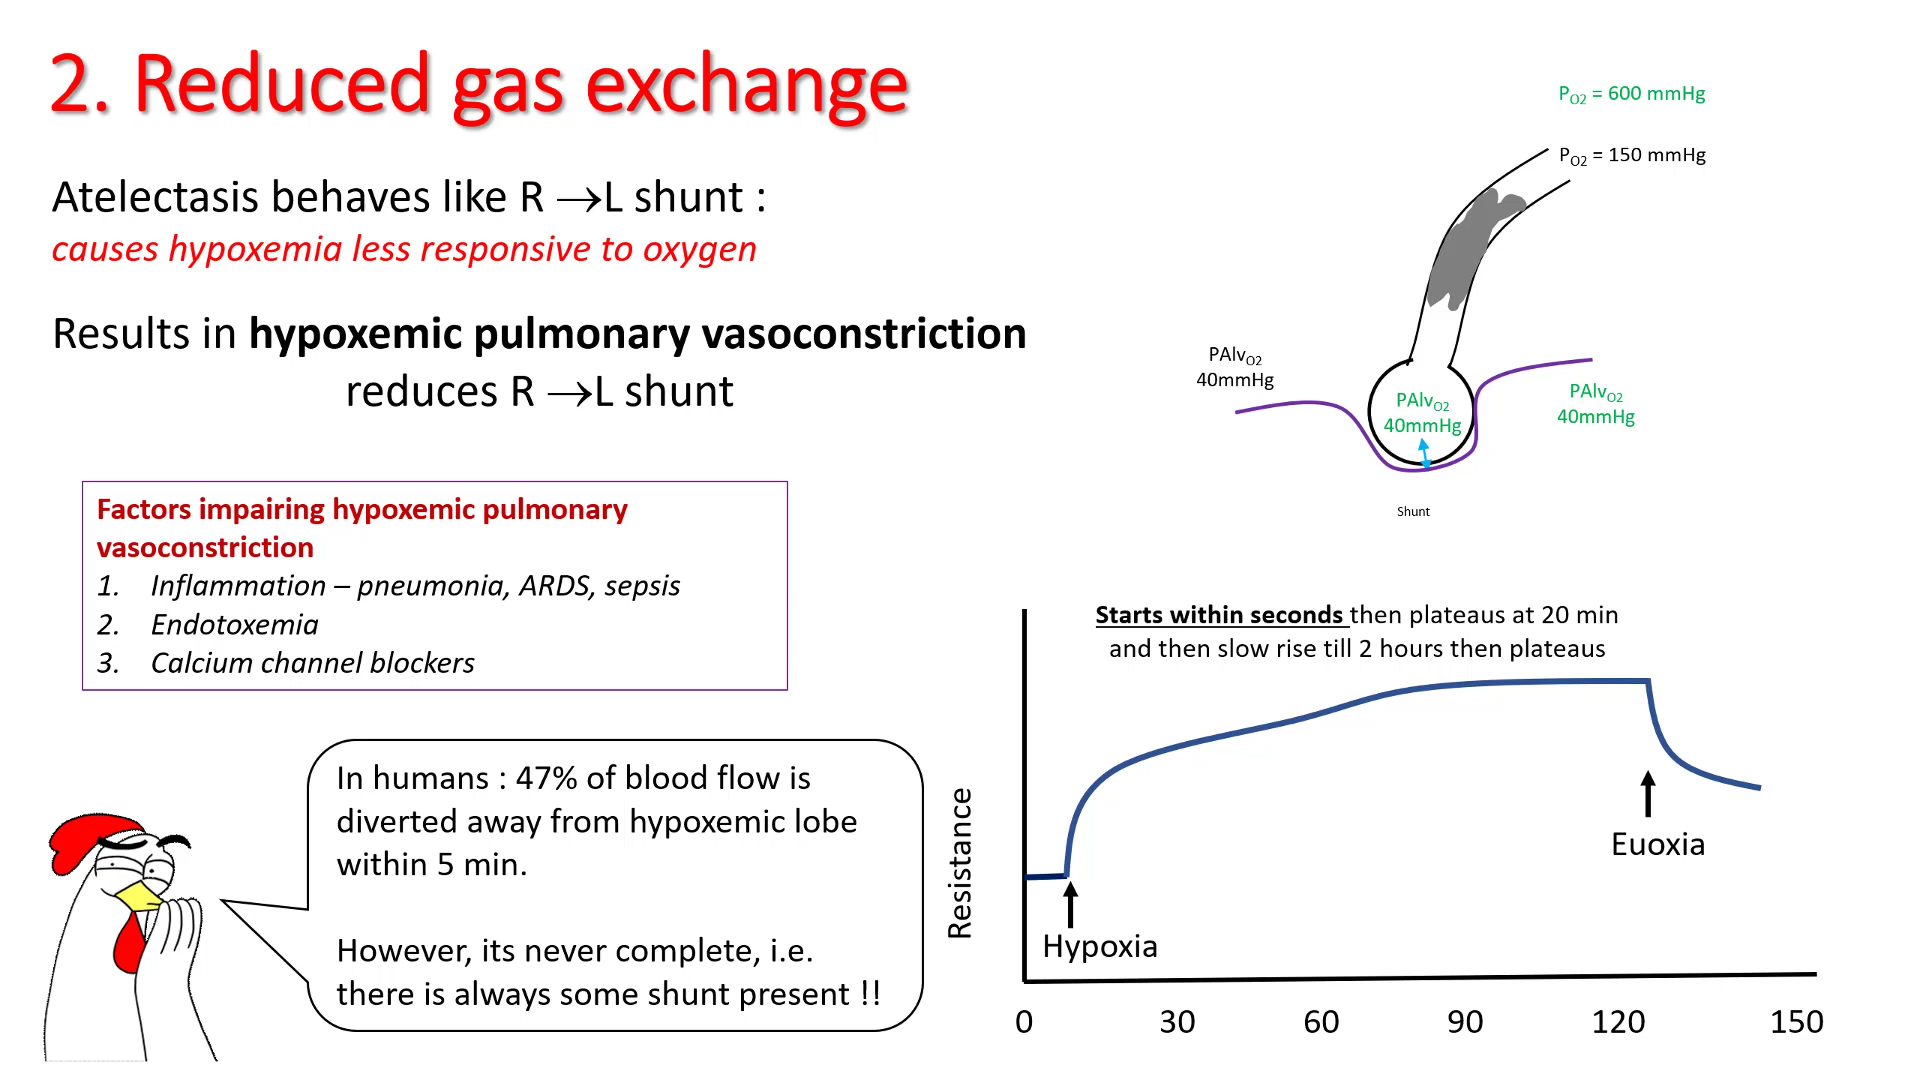 2. Reduced gas exchange
Atelectasis behaves like R →L shunt :
causes hypoxemia less responsive to oxygen
Results in hypoxemic pulmonary vasoconstriction
reduces R →L shunt
Factors impairing hypoxemic pulmonary
vasoconstriction
1. Inflammation – pneumonia, ARDS, sepsis
2. Endotoxemia
3. Calcium channel blockers
In humans : 47% of blood flow is
diverted away from hypoxemic lobe
within 5 min.
However, its never complete, i.e.
there is always some shunt present !!
PO2 = 600 mmHg
PO2 = 150 mmHg
PAlvO2
40mmHg
PAlvO2
40mmHg
PAlvO2
40mmHg
Shunt
Starts within seconds then plateaus at 20 min
and then slow rise till 2 hours then plateaus
Resistance
Hypoxia
Euoxia
0 30 60 90 120 150